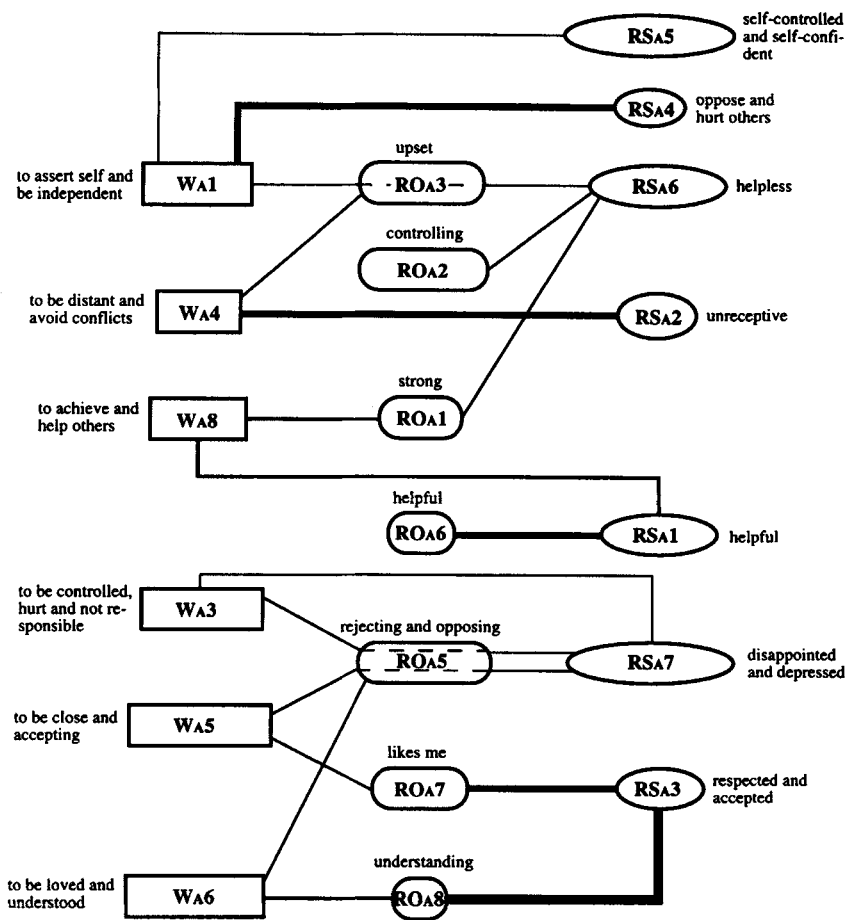 self-controlled
and self-confi-
dent
RSA5
oppose and
hurt others
RSA4
upset
to assert self and
be independent
WA1
ROA3
RSA6
helpless
controlling
ROA2
to be distant and
avoid conflicts
WA4
RSA2
unreceptive
strong
to achieve and
help others
WA8
ROA1
helpful
ROA6
RSA1
helpful
to be controlled,
hurt and not re-
sponsible
WA3
rejecting and opposing
ROA5
RSA7
disappointed
and depressed
to be close and
accepting
WA5
likes me
ROA7
RSA3
respected and
accepted
understanding
to be loved and
understood
WA6
ROA8